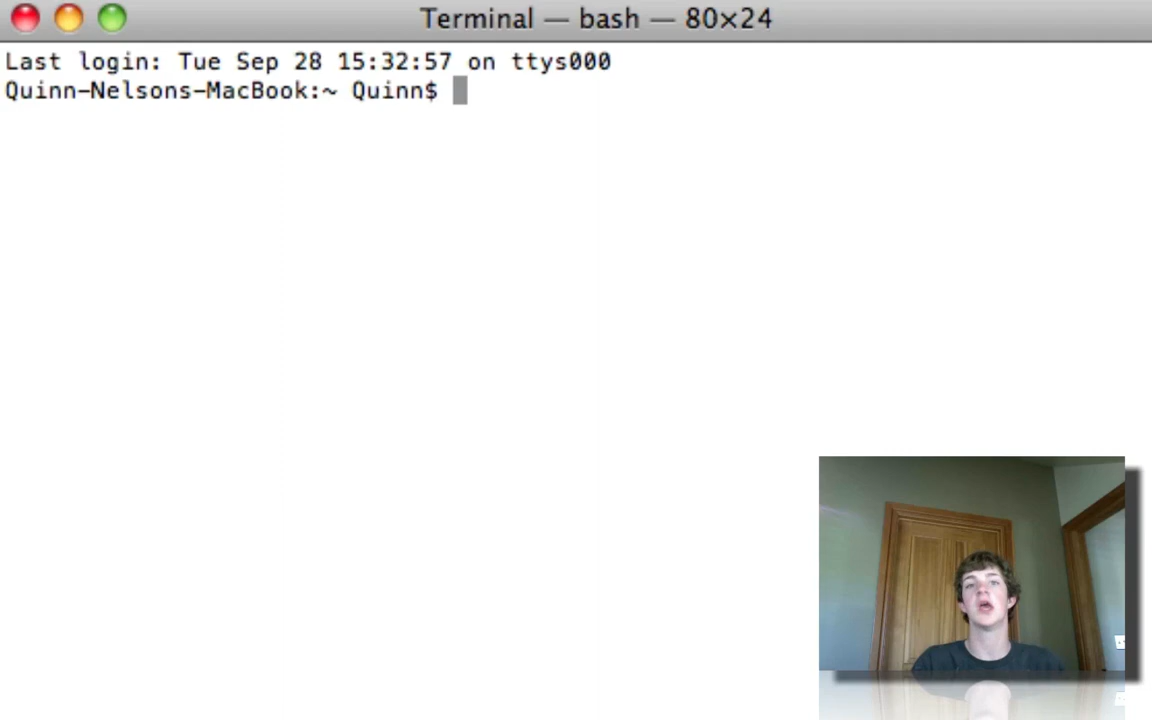 Terminal — bash — 80×24
Last login: Tue Sep 28 15:32:57 on ttys000
Quinn-Nelsons-MacBook:~ Quinn$